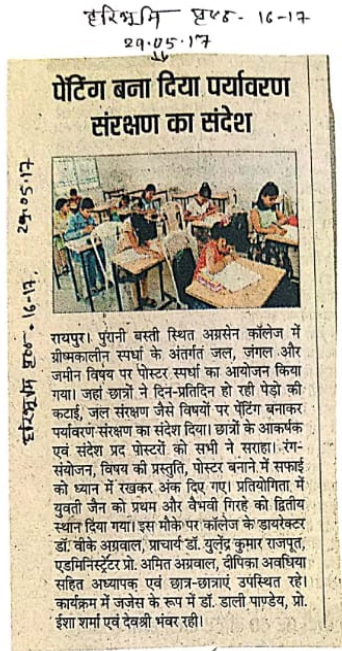 हरिभूमि पृष्ठ- 16-17
29.05.17
पेंटिंग बना दिया पर्यावरण
संरक्षण का संदेश
हरिभूमि पृष्ठ- 16-17, 29.05.17
रायपुर। पुरानी बस्ती स्थित अग्रसेन कॉलेज में
ग्रीष्मकालीन स्पर्धा के अंतर्गत जल, जंगल और
जमीन विषय पर पोस्टर स्पर्धा का आयोजन किया
गया। जहां छात्रों ने दिन-प्रतिदिन हो रही पेड़ो की
कटाई, जल संरक्षण जैसे विषयों पर पेंटिंग बनाकर
पर्यावरण संरक्षण का संदेश दिया। छात्रों के आकर्षक
एवं संदेश प्रद पोस्टरों को सभी ने सराहा। रंग-
संयोजन, विषय की प्रस्तुति, पोस्टर बनाने में सफाई
को ध्यान में रखकर अंक दिए गए। प्रतियोगिता में
युवती जैन को प्रथम और वैभवी गिरहे को द्वितीय
स्थान दिया गया। इस मौके पर कॉलेज के डायरेक्टर
डॉ. वीके अग्रवाल, प्राचार्य डॉ. युलेंद्र कुमार राजपूत,
एडमिनिस्ट्रेटर प्रो. अमित अग्रवाल, दीपिका अवधिया
सहित अध्यापक एवं छात्र-छात्राएं उपस्थित रहे।
कार्यक्रम में जजेस के रूप में डॉ. डाली पाण्डेय, प्रो.
ईशा शर्मा एवं देवश्री भंवर रही।